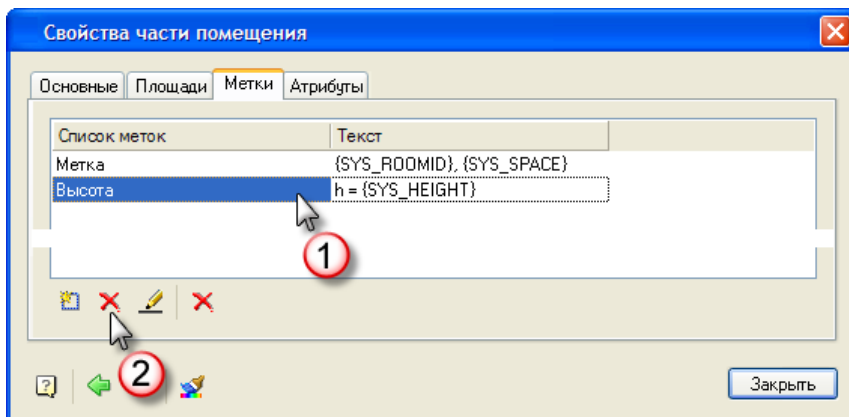 Свойства части помещения
Основные Площади Метки Атрибуты
Список меток Текст
Метка {SYS_ROOMID}, {SYS_SPACE}
Высота h = {SYS_HEIGHT}
1
2
? Закрыть